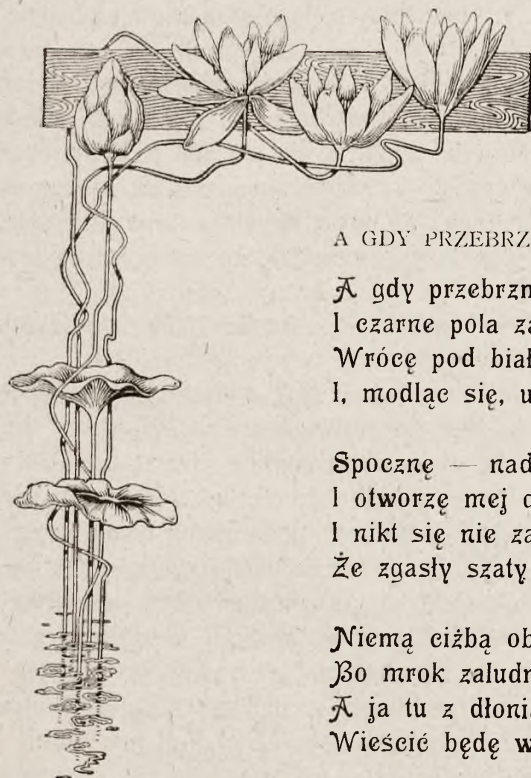 A GDY PRZEBRZ
A gdy przebrzn
I czarne pola za
Wrócę pod biał
I, modląc się, u
Spocznę — nad
I otworzę mej d
I nikt się nie za
Że zgasły szaty
Niemą ciżbą ob
Bo mrok zaludn
A ja tu z dłoni
Wieścić będę w